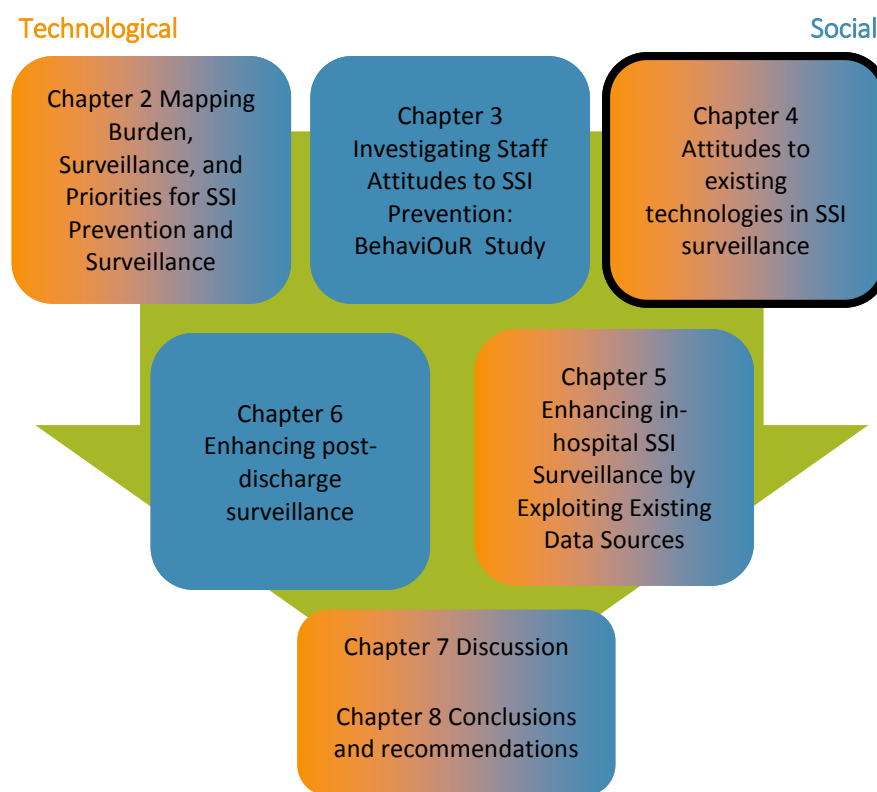 Technological
Social
Chapter 2 Mapping
Burden,
Surveillance, and
Priorities for SSI
Prevention and
Surveillance
Chapter 3
Investigating Staff
Attitudes to SSI
Prevention:
BehaviOuR Study
Chapter 4
Attitudes to
existing
technologies in SSI
surveillance
Chapter 6
Enhancing post-
discharge
surveillance
Chapter 5
Enhancing in-
hospital SSI
Surveillance by
Exploiting Existing
Data Sources
Chapter 7 Discussion
Chapter 8 Conclusions
and recommendations